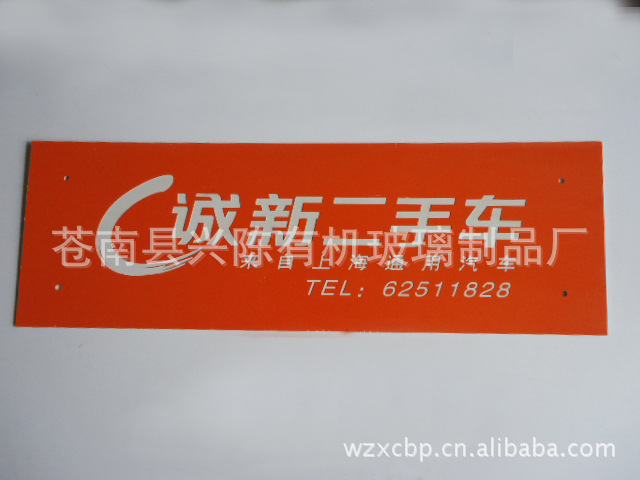 诚新二手车
苍南县兴际有机玻璃制品厂
来自上海通用汽车
TEL: 62511828
wzxcbp.cn.alibaba.com